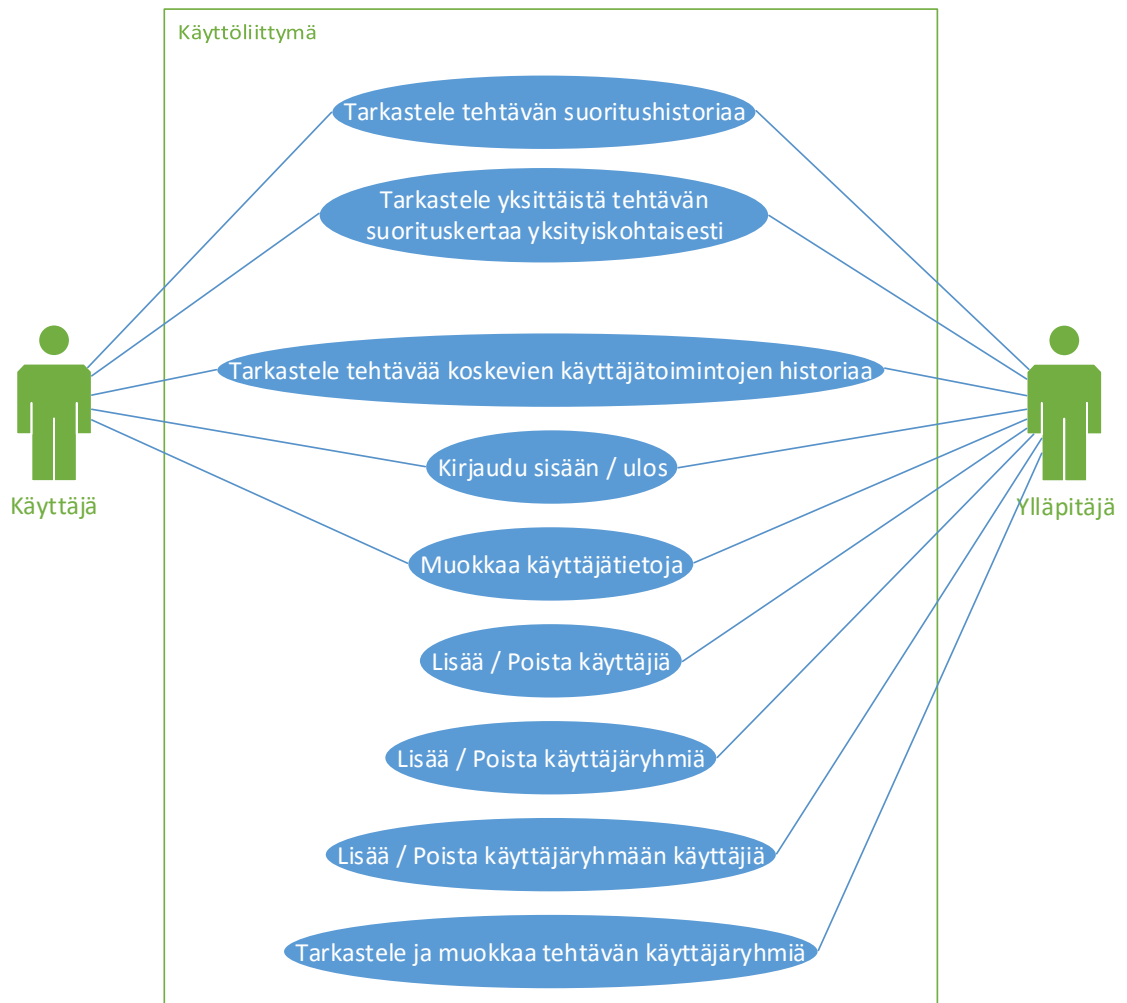 Käyttöliittymä
Tarkastele tehtävän suoritushistoriaa
Tarkastele yksittäistä tehtävän
suorituskertaa yksityiskohtaisesti
Tarkastele tehtävää koskevien käyttäjätoimintojen historiaa
Kirjaudu sisään / ulos
Käyttäjä
Ylläpitäjä
Muokkaa käyttäjätietoja
Lisää / Poista käyttäjiä
Lisää / Poista käyttäjäryhmiä
Lisää / Poista käyttäjäryhmään käyttäjiä
Tarkastele ja muokkaa tehtävän käyttäjäryhmiä